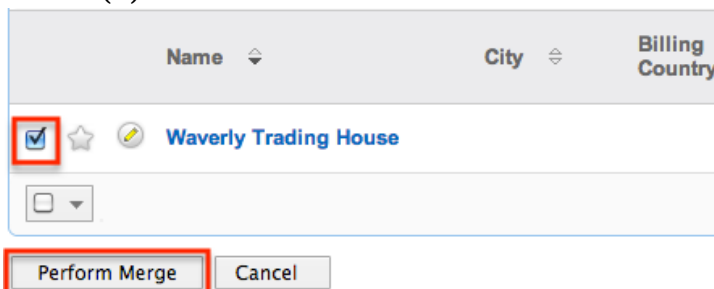 Name City Billing Country
Waverly Trading House
Perform Merge Cancel